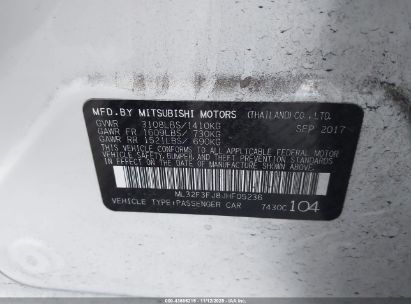 MFD.BY MITSUBISHI MOTORS (THAILAND) CO., LTD.
GVWR 3108LBS/1410KG SEP 2017
GAWR FR 1609LBS/ 730KG
GAWR RR 1521LBS/ 690KG
THIS VEHICLE CONFORMS TO ALL APPLICABLE FEDERAL MOTOR
VEHICLE SAFETY, BUMPER, AND THEFT PREVENTION STANDARDS
IN EFFECT ON THE DATE OF MANUFACTURE SHOWN ABOVE.
ML32F3FJ8JHF05236
VEHICLE TYPE:PASSENGER CAR 7430C 104